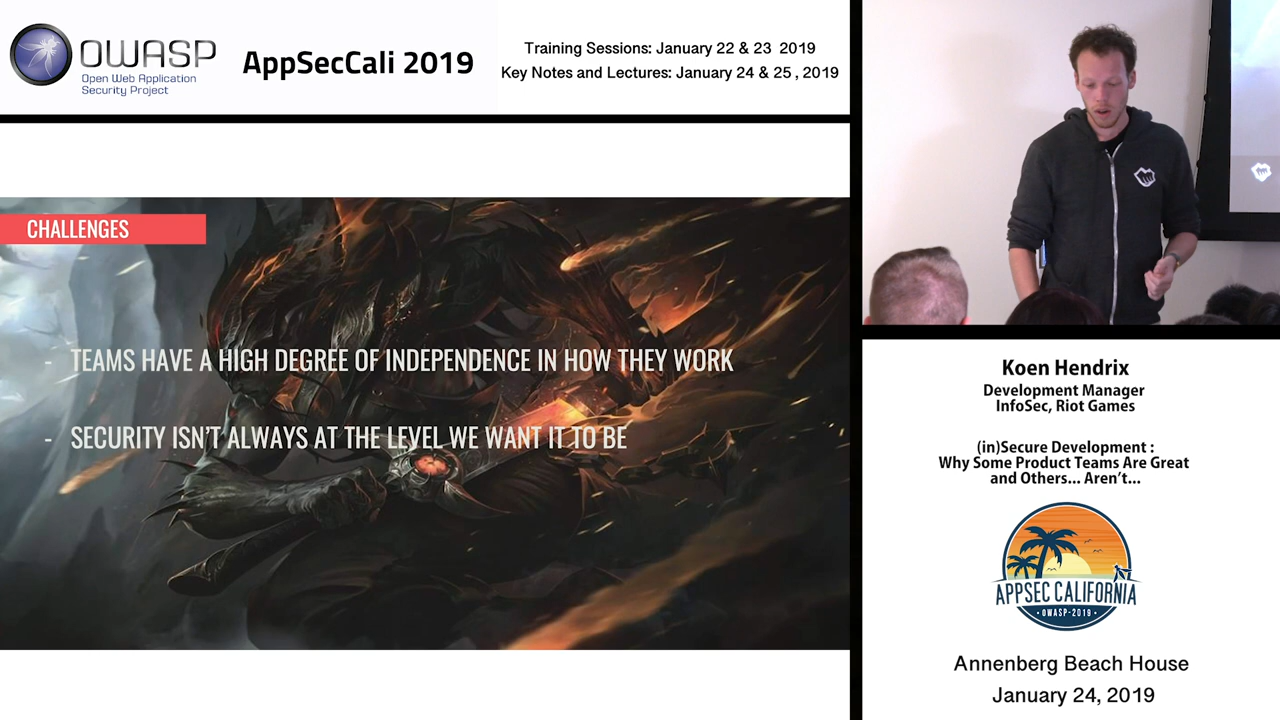 OWASP
Open Web Application
Security Project
AppSecCali 2019
Training Sessions: January 22 & 23 2019
Key Notes and Lectures: January 24 & 25 , 2019
CHALLENGES
- TEAMS HAVE A HIGH DEGREE OF INDEPENDENCE IN HOW THEY WORK
- SECURITY ISN'T ALWAYS AT THE LEVEL WE WANT IT TO BE
Koen Hendrix
Development Manager
InfoSec, Riot Games
(in)Secure Development :
Why Some Product Teams Are Great
and Others... Aren't...
APPSEC CALIFORNIA
• OWASP-2019 •
Annenberg Beach House
January 24, 2019